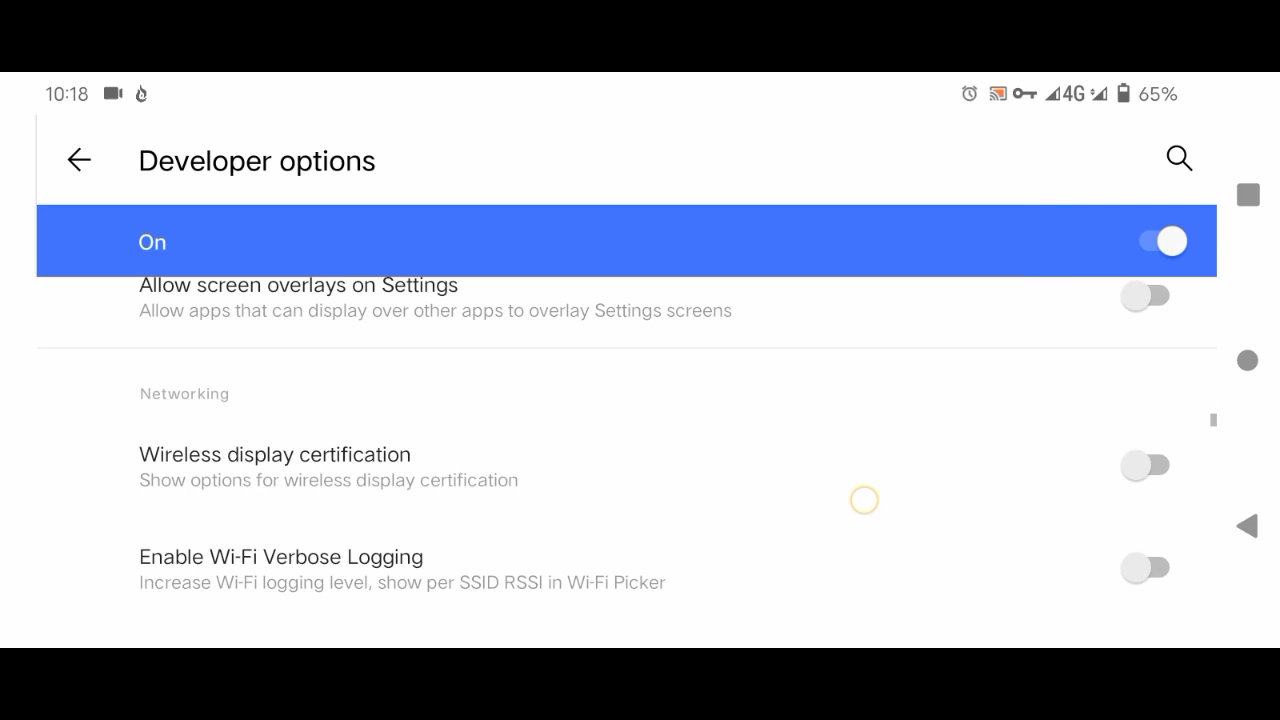 10:18 4G 65%
Developer options
On
Allow screen overlays on Settings
Allow apps that can display over other apps to overlay Settings screens
Networking
Wireless display certification
Show options for wireless display certification
Enable Wi-Fi Verbose Logging
Increase Wi-Fi logging level, show per SSID RSSI in Wi-Fi Picker